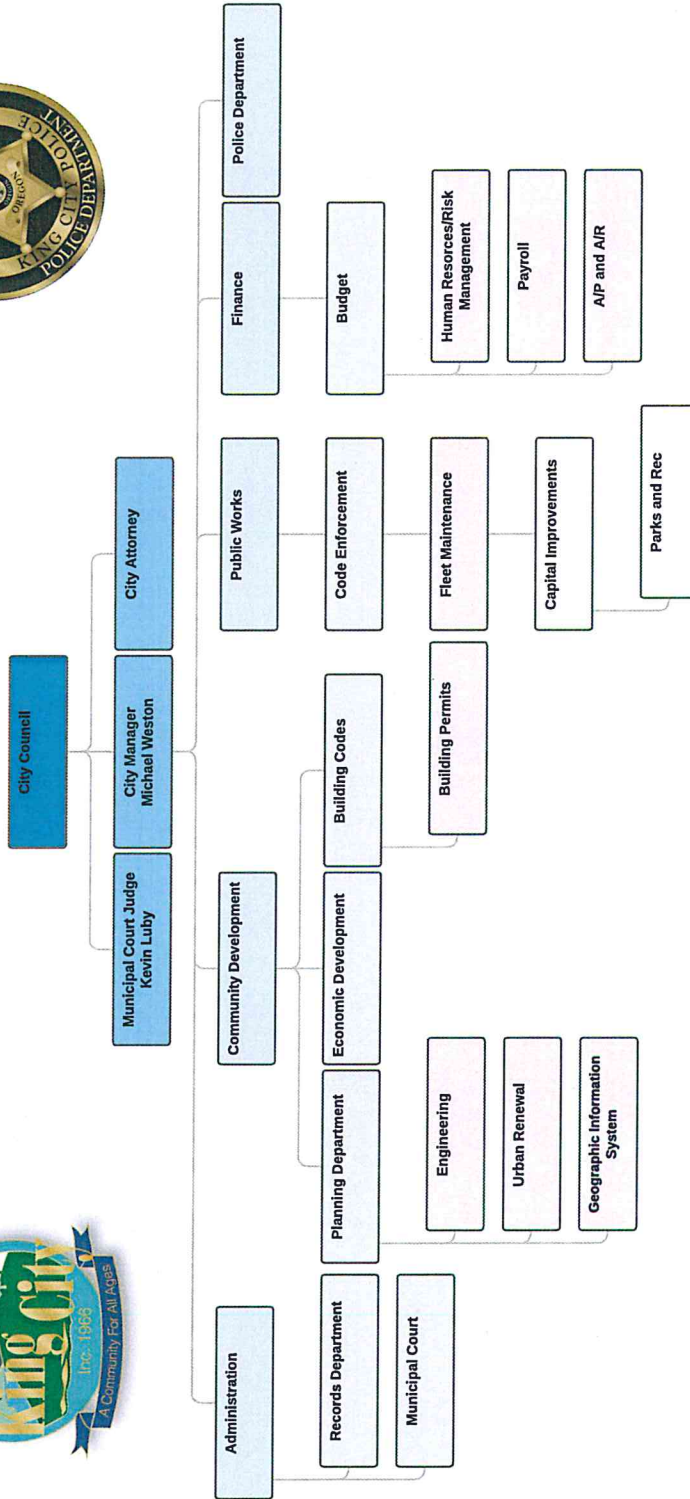 King City
Inc. 1966
A Community For All Ages
KING CITY POLICE
POLICE DEPARTMENT
OREGON
City Council
Municipal Court Judge
Kevin Luby
City Manager
Michael Weston
City Attorney
Administration
Community Development
Public Works
Finance
Police Department
Records Department
Municipal Court
Planning Department
Economic Development
Building Codes
Code Enforcement
Budget
Engineering
Urban Renewal
Geographic Information
System
Building Permits
Fleet Maintenance
Capital Improvements
Parks and Rec
Human Resorces/Risk
Management
Payroll
A/P and A/R